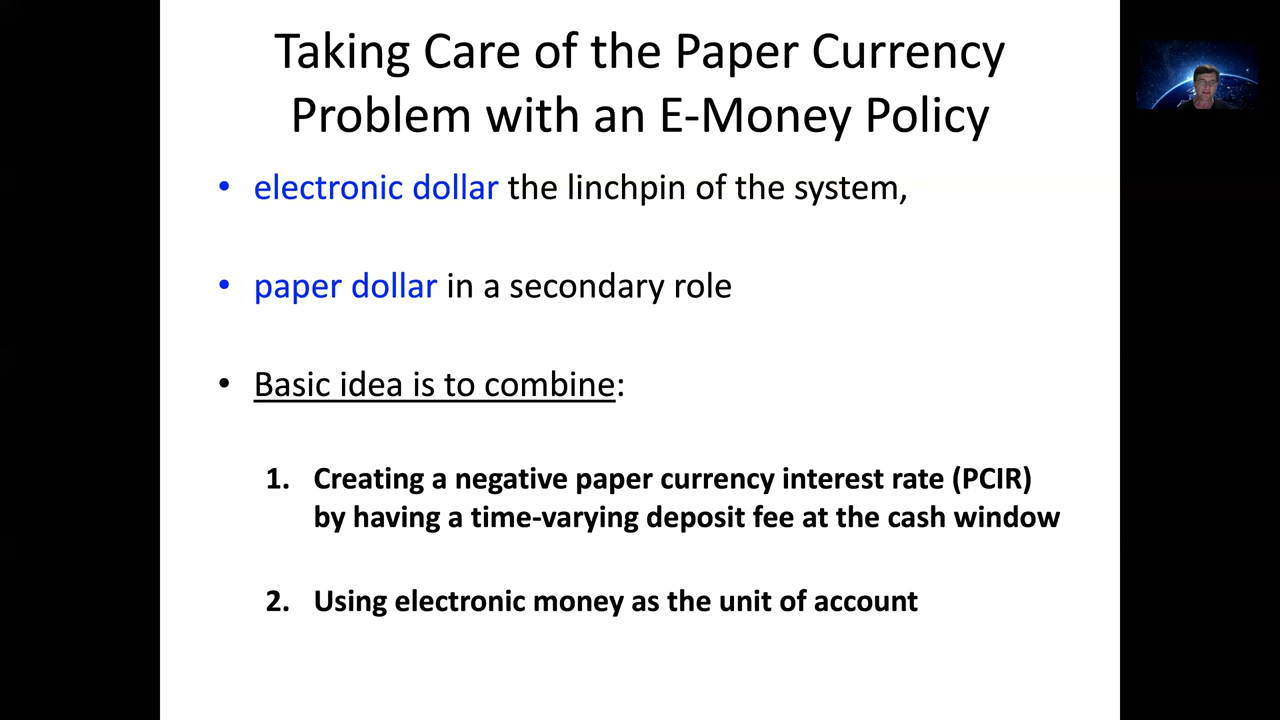 Taking Care of the Paper Currency
Problem with an E-Money Policy
• electronic dollar the linchpin of the system,
• paper dollar in a secondary role
• Basic idea is to combine:
1. Creating a negative paper currency interest rate (PCIR)
by having a time-varying deposit fee at the cash window
2. Using electronic money as the unit of account